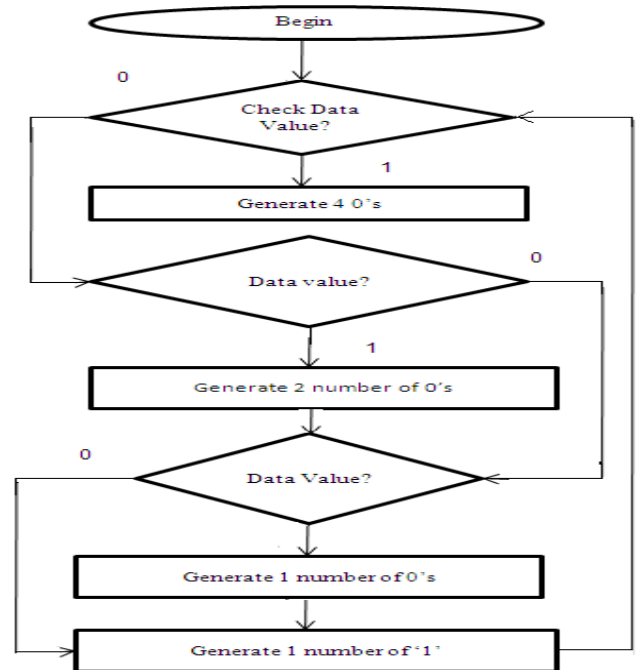 Begin
0
Check Data
Value?
1
Generate 4 0's
0
Data value?
1
Generate 2 number of 0's
0
Data Value?
Generate 1 number of 0's
Generate 1 number of '1'